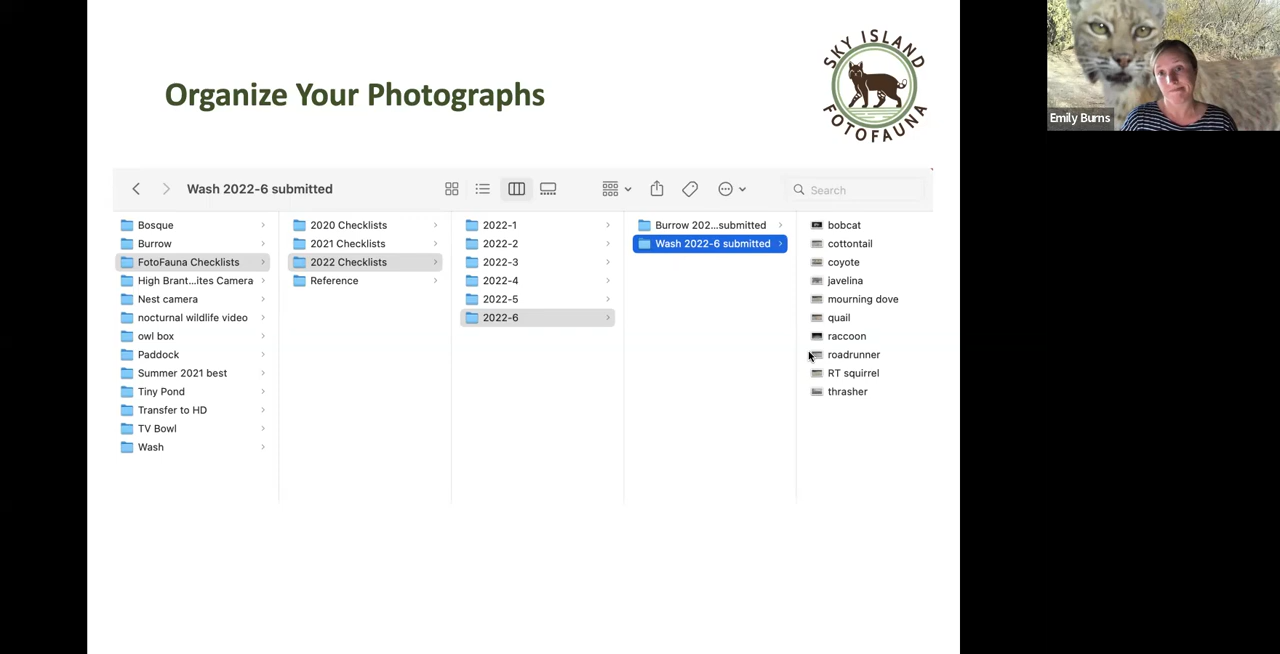 Organize Your Photographs
SKY ISLAND
FOTOFAUNA
Emily Burns
Wash 2022-6 submitted
Search
Bosque
Burrow
FotoFauna Checklists
High Brant...ites Camera
Nest camera
nocturnal wildlife video
owl box
Paddock
Summer 2021 best
Tiny Pond
Transfer to HD
TV Bowl
Wash
2020 Checklists
2021 Checklists
2022 Checklists
Reference
2022-1
2022-2
2022-3
2022-4
2022-5
2022-6
Burrow 202...submitted
Wash 2022-6 submitted
bobcat
cottontail
coyote
javelina
mourning dove
quail
raccoon
roadrunner
RT squirrel
thrasher